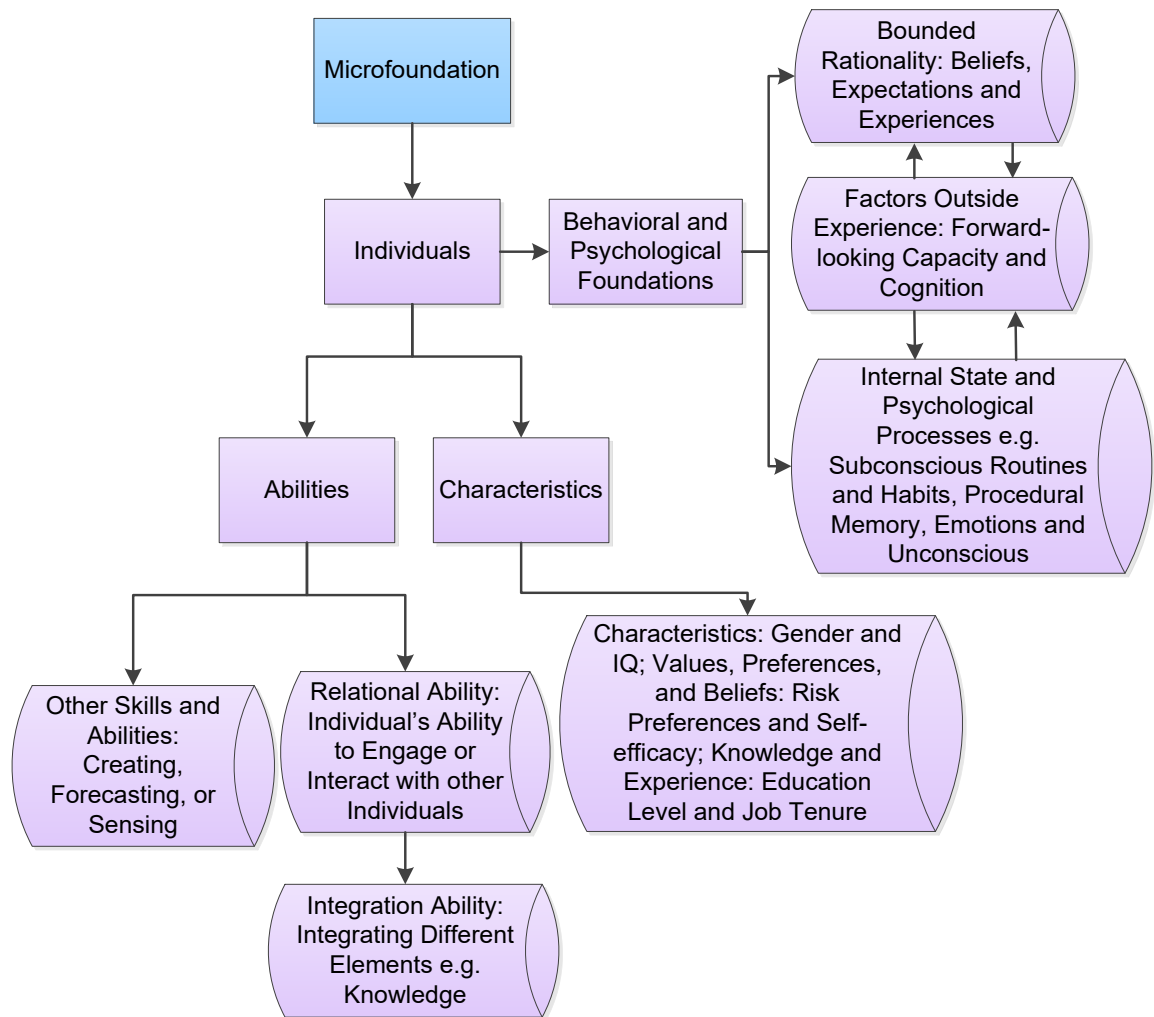 Microfoundation
Bounded
Rationality: Beliefs,
Expectations and
Experiences
Individuals
Behavioral and
Psychological
Foundations
Factors Outside
Experience: Forward-
looking Capacity and
Cognition
Internal State and
Psychological
Processes e.g.
Subconscious Routines
and Habits, Procedural
Memory, Emotions and
Unconscious
Abilities
Characteristics
Other Skills and
Abilities:
Creating,
Forecasting, or
Sensing
Relational Ability:
Individual’s Ability
to Engage or
Interact with other
Individuals
Characteristics: Gender and
IQ; Values, Preferences,
and Beliefs: Risk
Preferences and Self-
efficacy; Knowledge and
Experience: Education
Level and Job Tenure
Integration Ability:
Integrating Different
Elements e.g.
Knowledge